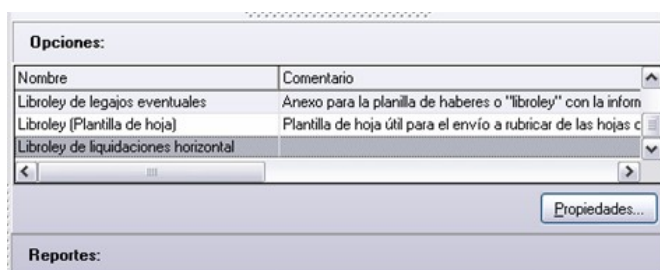 Opciones:
Nombre Comentario
Libroley de legajos eventuales Anexo para la planilla de haberes o "libroley" con la inform
Libroley (Plantilla de hoja) Plantilla de hoja útil para el envío a rubricar de las hojas c
Libroley de liquidaciones horizontal
Propiedades...
Reportes: